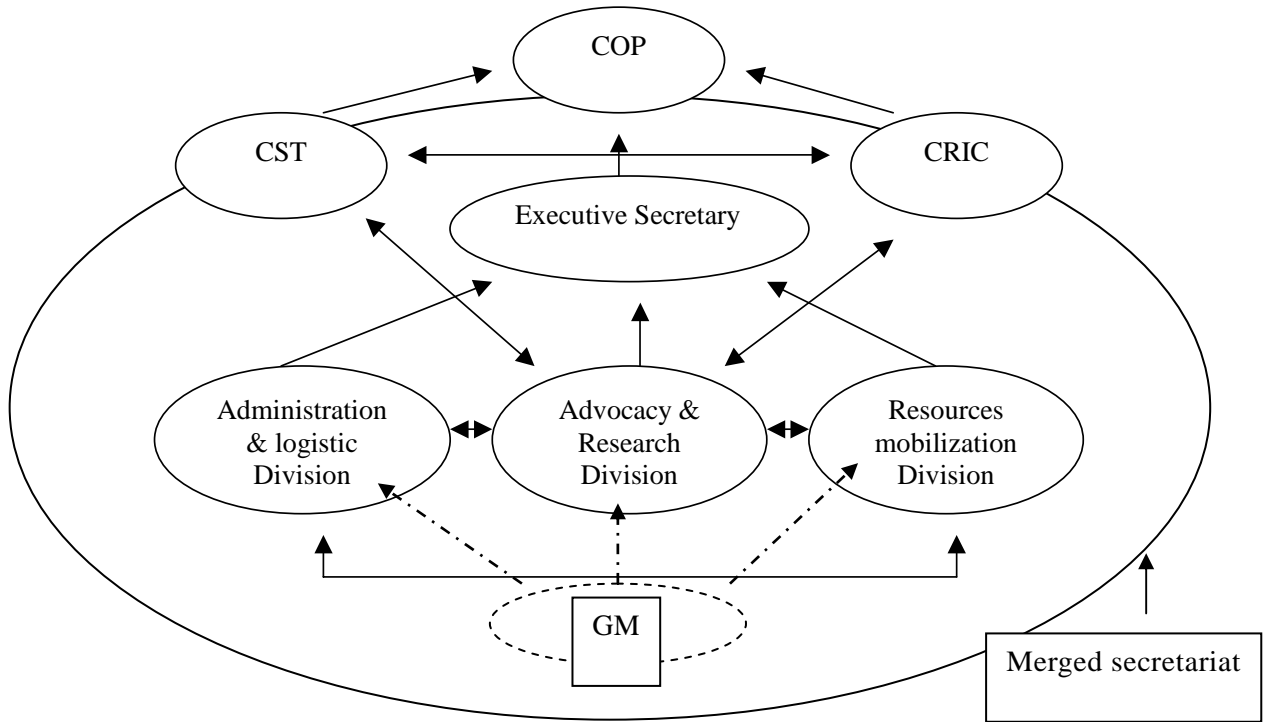 COP
CST
CRIC
Executive Secretary
Administration
& logistic
Division
Advocacy &
Research
Division
Resources
mobilization
Division
GM
Merged secretariat